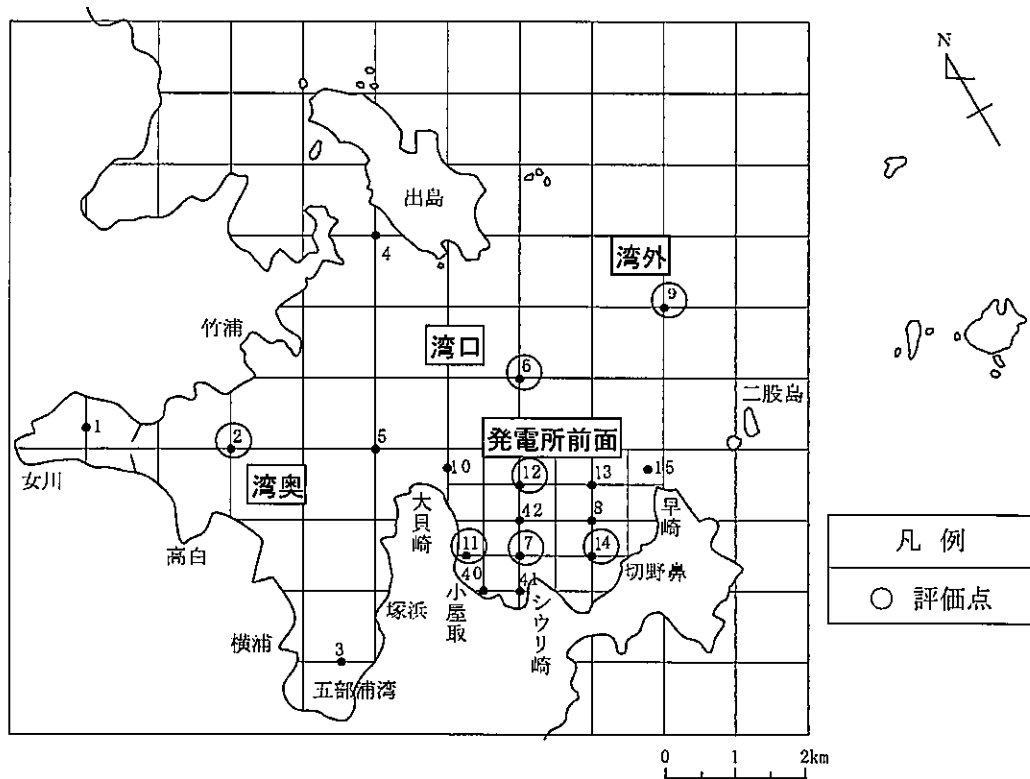 N
出島
湾外
4
9
竹浦
湾口
6
二股島
1
2
5
発電所前面
女川
湾奥
10
12
13
15
大貝崎
42
8
早崎
高白
11
7
14
切野鼻
凡例
40
41
○ 評価点
塚浜
小屋取
シウリ崎
横浦
3
五部浦湾
0 1 2km